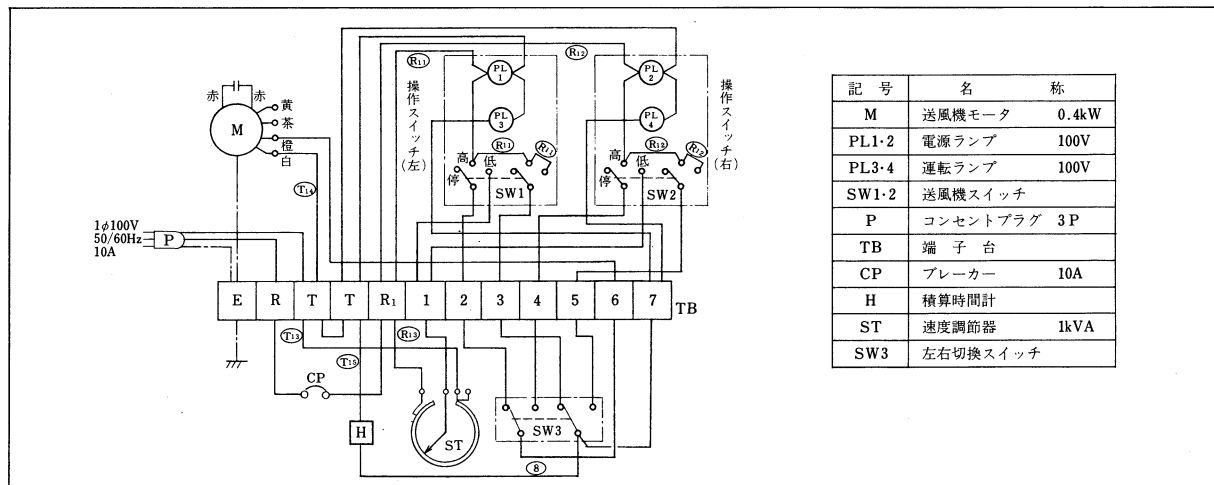 R11
R12
赤
赤
黄
茶
橙
白
M
操作スイッチ(左)
PL
1
PL
3
R11
R11
高
低
停
SW1
PL
2
PL
4
R12
R12
高
低
停
SW2
操作スイッチ(右)
T14
1φ100V
50/60Hz
10A
P
E R T T R1 1 2 3 4 5 6 7
TB
T13
R13
T15
CP
H
ST
SW3
8
記号 名称
M 送風機モータ 0.4kW
PL1·2 電源ランプ 100V
PL3·4 運転ランプ 100V
SW1·2 送風機スイッチ
P コンセントプラグ 3P
TB 端子台
CP ブレーカー 10A
H 積算時間計
ST 速度調節器 1kVA
SW3 左右切換スイッチ